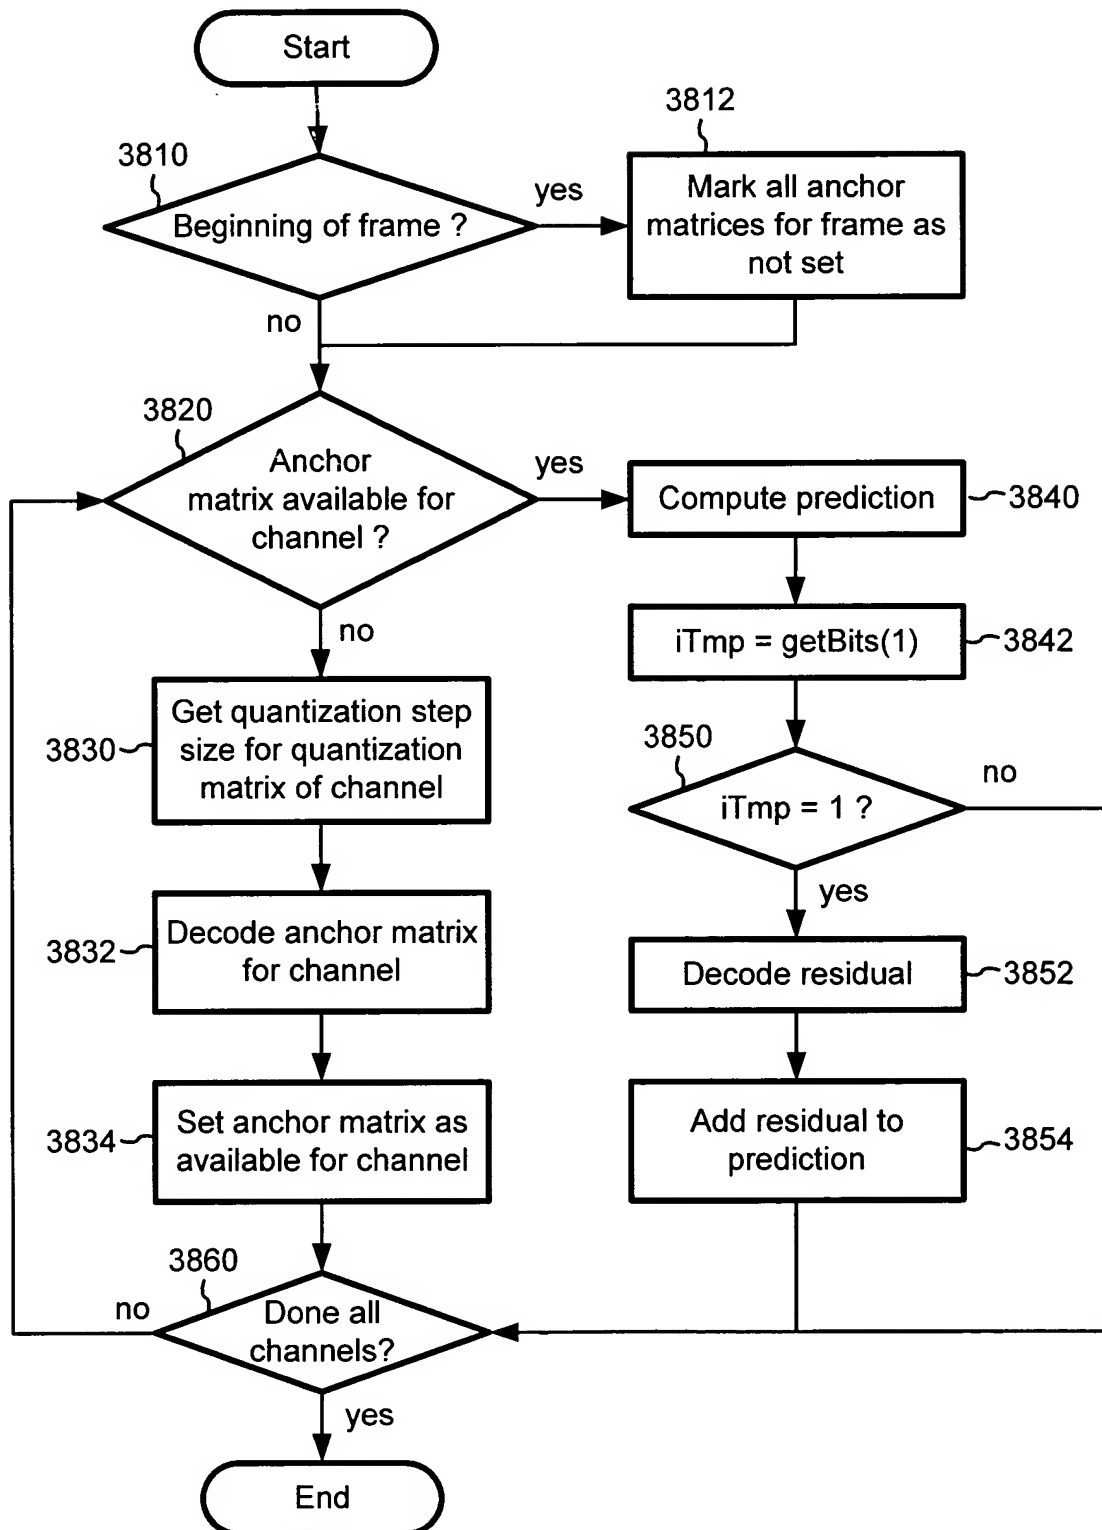 Start
3810
Beginning of frame ?
yes
3812
Mark all anchor
matrices for frame as
not set
no
3820
Anchor
matrix available for
channel ?
yes
Compute prediction
3840
no
iTmp = getBits(1)
3842
3830
Get quantization step
size for quantization
matrix of channel
3850
iTmp = 1 ?
no
yes
3832
Decode anchor matrix
for channel
Decode residual
3852
3834
Set anchor matrix as
available for channel
Add residual to
prediction
3854
3860
no
Done all
channels?
yes
End